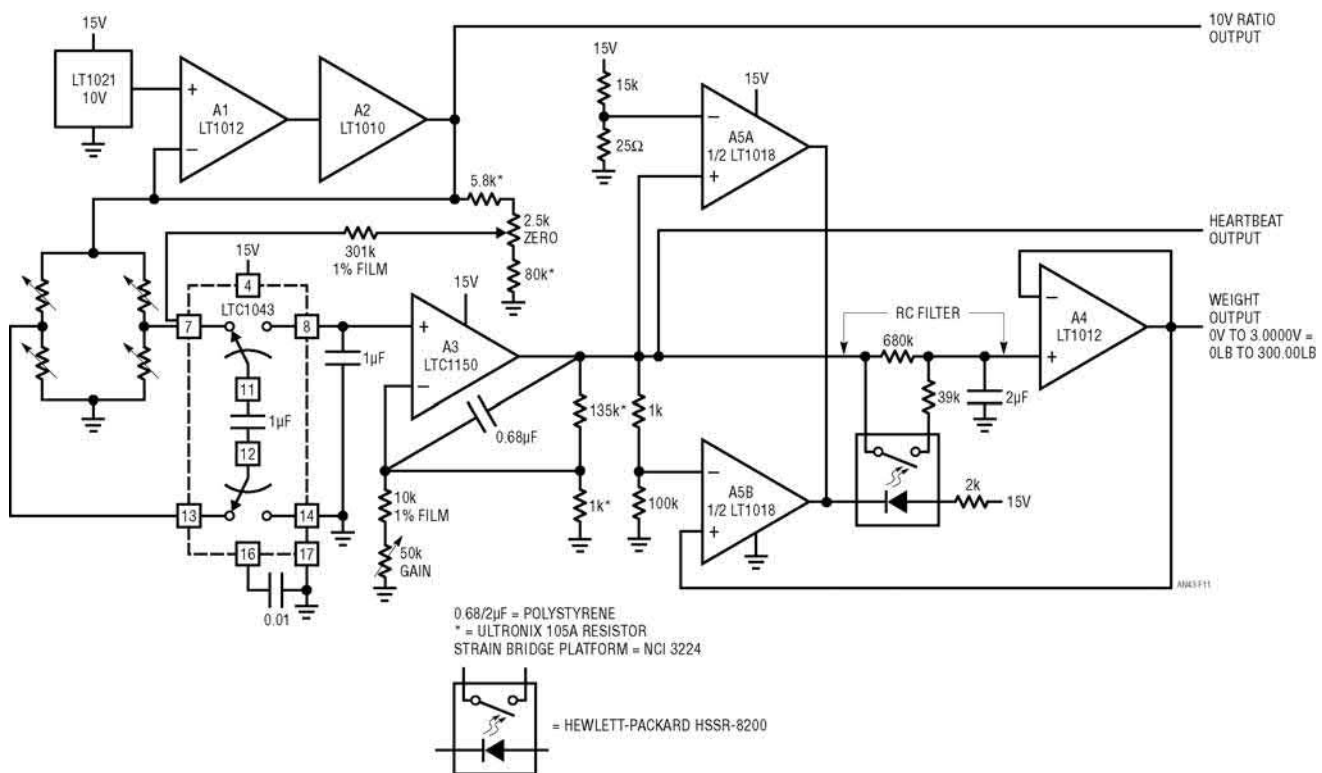 15V
LT1021
10V
+
−
A1
LT1012
A2
LT1010
10V RATIO
OUTPUT
15V
15k
25Ω
15V
−
+
A5A
1/2 LT1018
5.8k*
2.5k
ZERO
80k*
301k
1% FILM
HEARTBEAT
OUTPUT
15V
4
LTC1043
7
8
11
1µF
12
13
14
16
17
0.01
1µF
15V
+
−
A3
LTC1150
0.68µF
135k*
1k*
10k
1% FILM
50k
GAIN
1k
100k
−
+
A5B
1/2 LT1018
RC FILTER
680k
39k
2µF
2k
15V
−
+
A4
LT1012
WEIGHT
OUTPUT
0V TO 3.0000V =
0LB TO 300.00LB
AN43 F11
0.68/2µF = POLYSTYRENE
* = ULTRONIX 105A RESISTOR
STRAIN BRIDGE PLATFORM = NCI 3224
= HEWLETT-PACKARD HSSR-8200